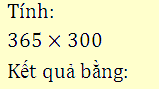 Tính:
365 × 300
Kết quả bằng: